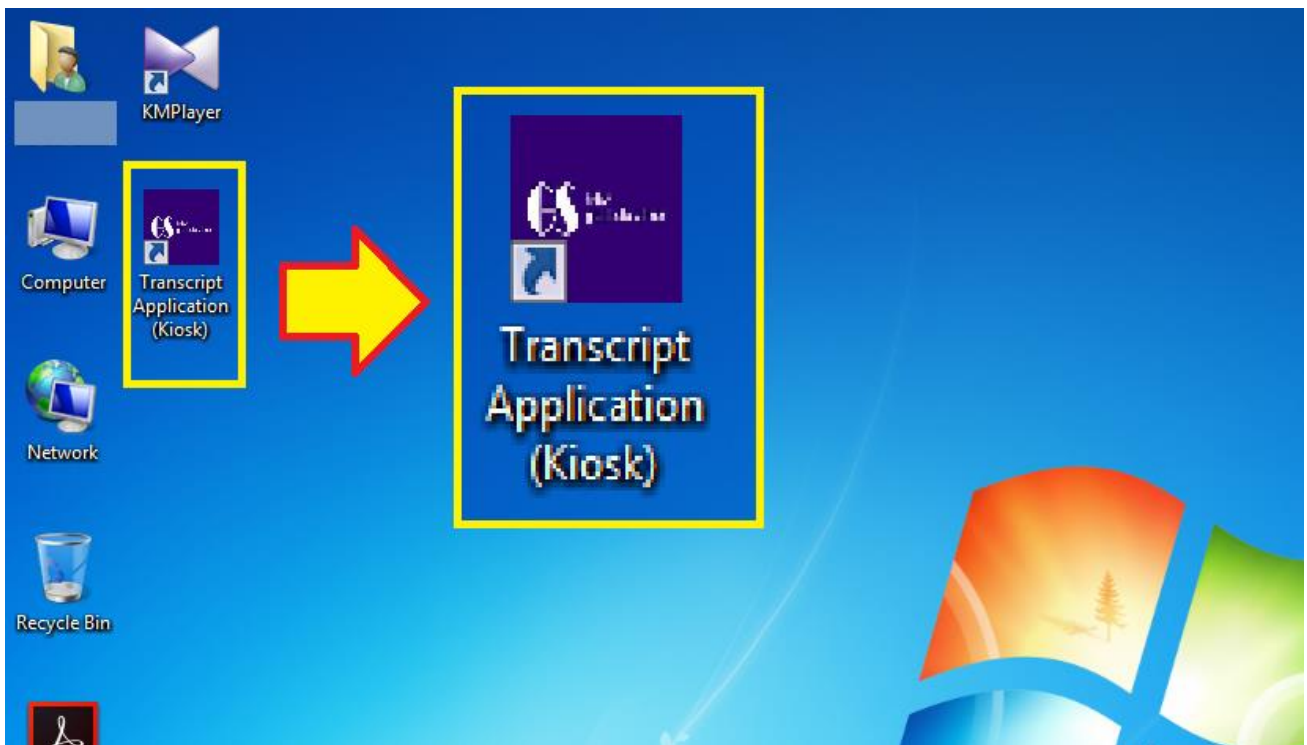 KMPlayer
Computer
Transcript
Application
(Kiosk)
Transcript
Application
(Kiosk)
Network
Recycle Bin